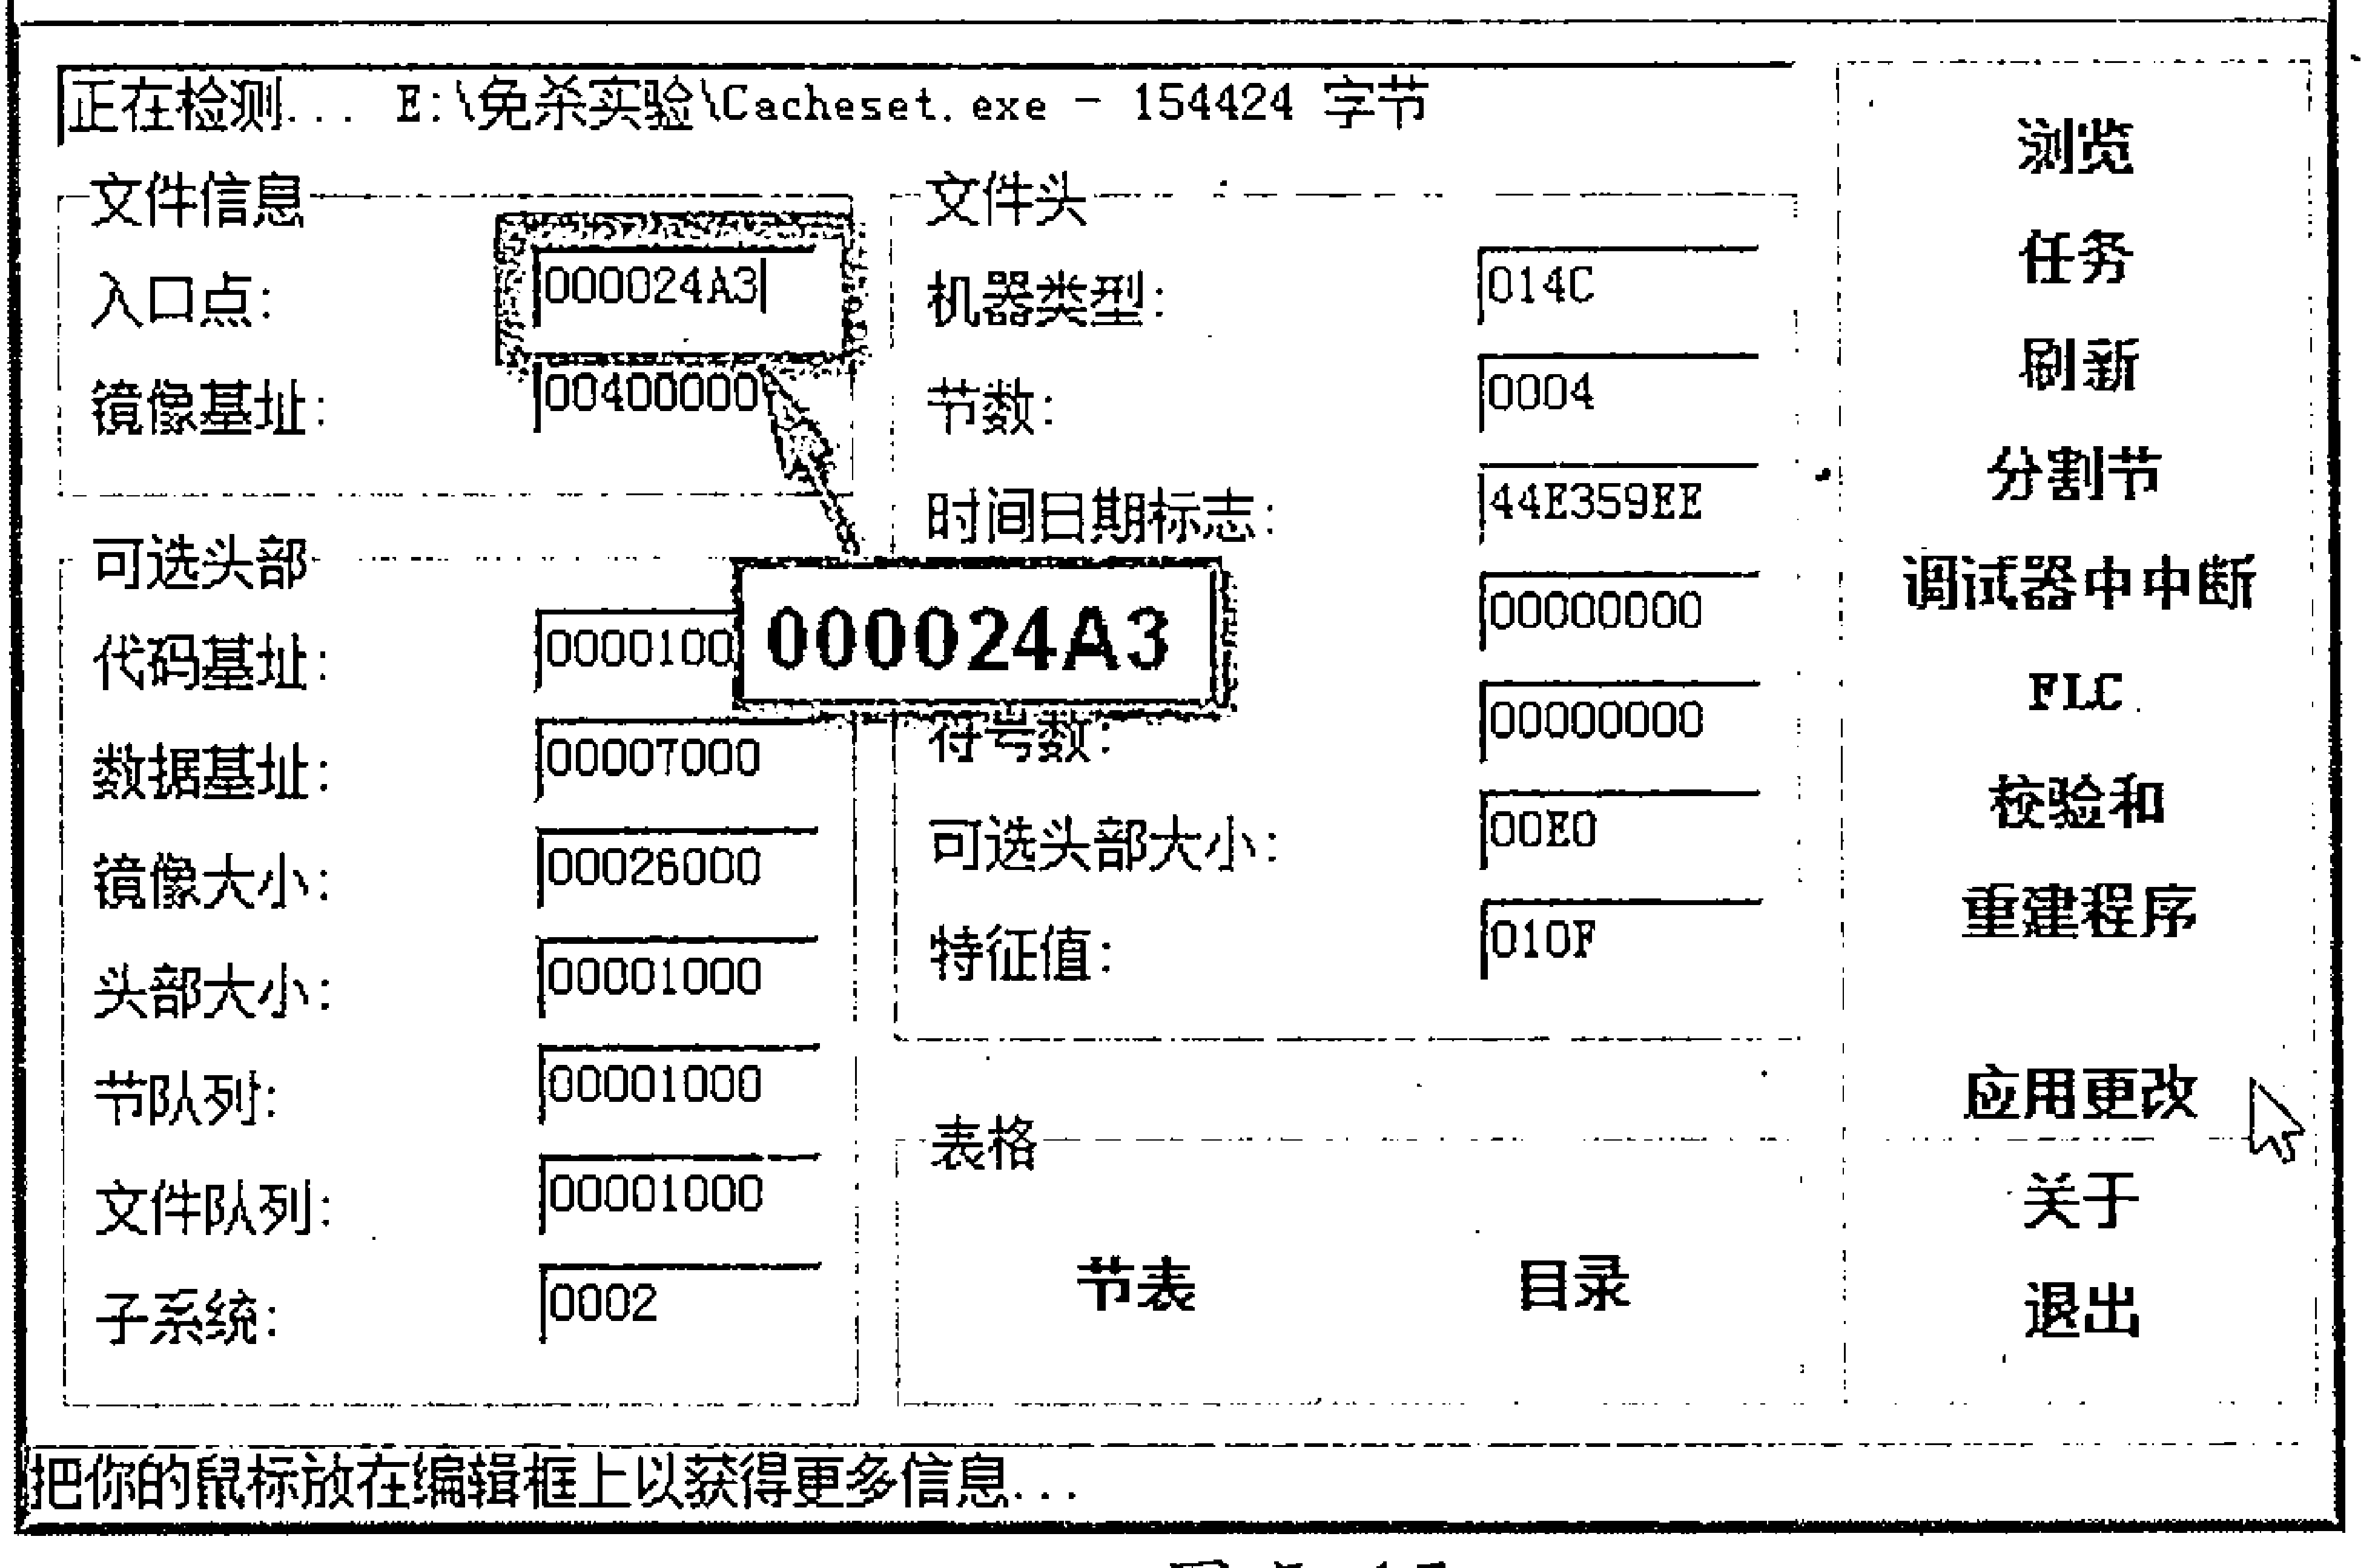 正在检测... E:\免杀实验\Cacheset.exe - 154424 字节
文件信息
入口点: 000024A3
镜像基址: 00400000
可选头部
代码基址: 0000100
数据基址: 00007000
镜像大小: 00026000
头部大小: 00001000
节队列: 00001000
文件队列: 00001000
子系统: 0002
000024A3
文件头
机器类型: 014C
节数: 0004
时间日期标志: 44E359EE
00000000
符号数: 00000000
可选头部大小: 00E0
特征值: 010F
表格
节表 目录
浏览
任务
刷新
分割节
调试器中中断
FLC
校验和
重建程序
应用更改
关于
退出
把你的鼠标放在编辑框上以获得更多信息...